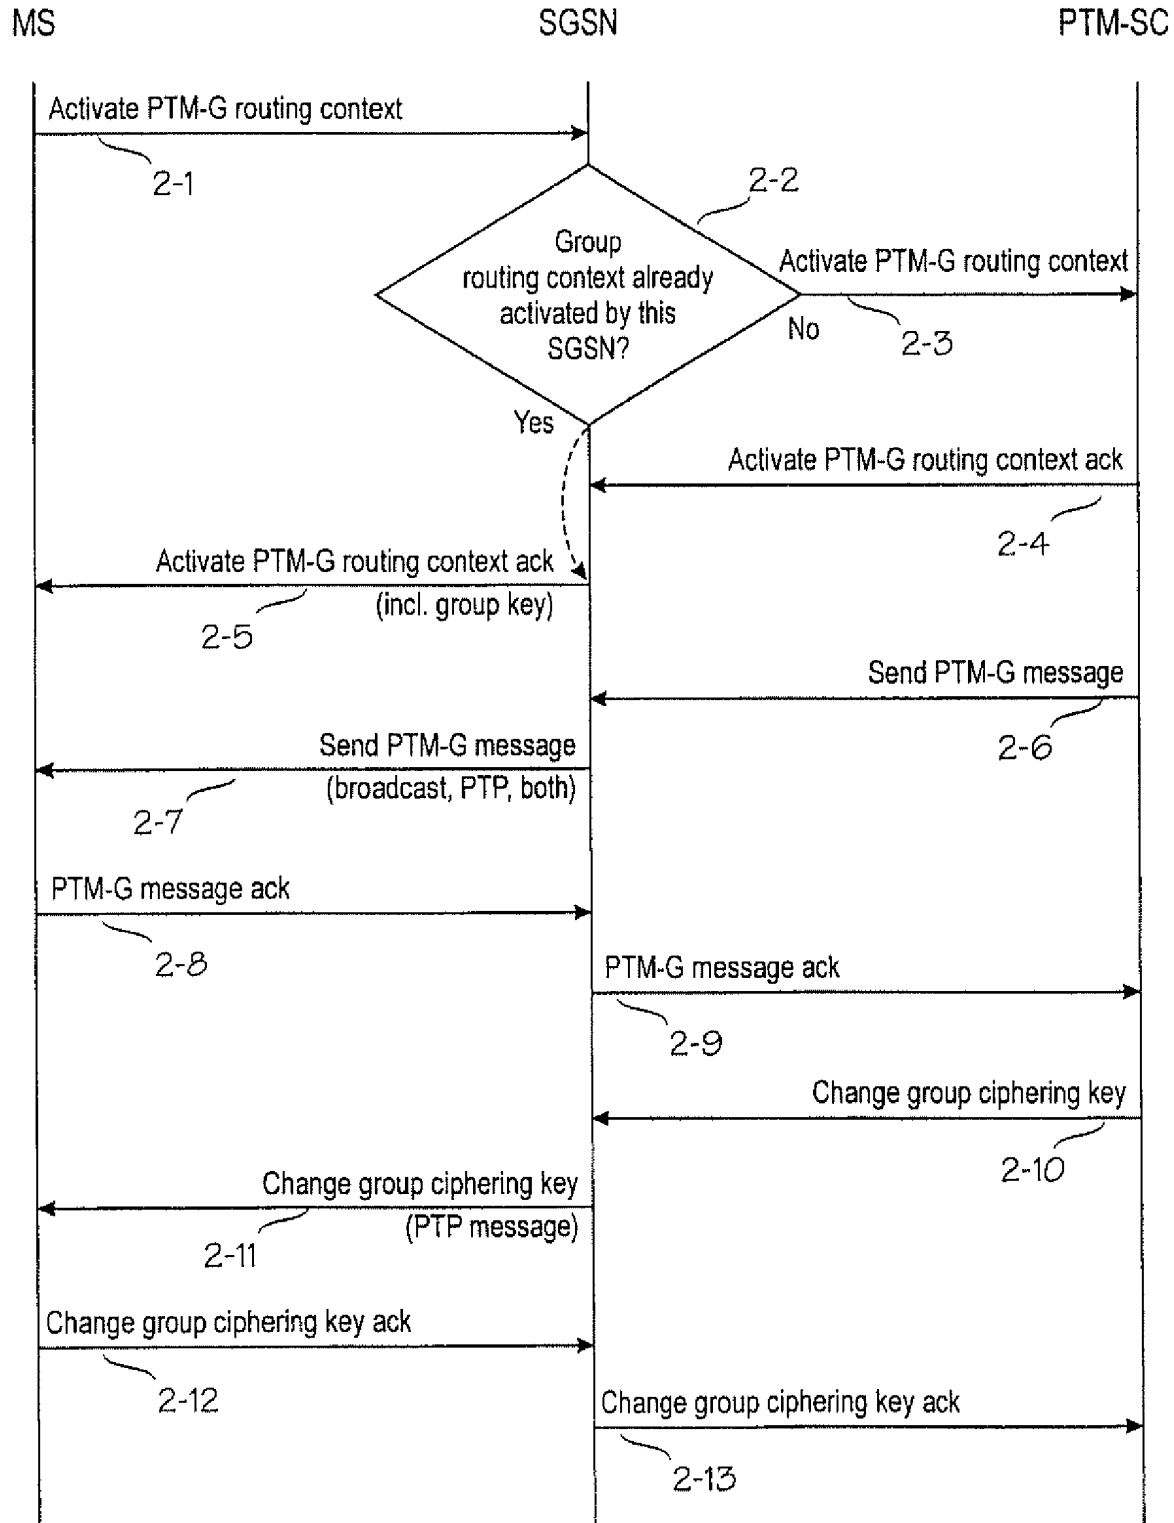 MS
SGSN
PTM-SC
Activate PTM-G routing context
2-1
2-2
Group
routing context already
activated by this
SGSN?
Activate PTM-G routing context
No
2-3
Yes
Activate PTM-G routing context ack
2-4
Activate PTM-G routing context ack
(incl. group key)
2-5
Send PTM-G message
2-6
Send PTM-G message
(broadcast, PTP, both)
2-7
PTM-G message ack
2-8
PTM-G message ack
2-9
Change group ciphering key
2-10
Change group ciphering key
(PTP message)
2-11
Change group ciphering key ack
2-12
Change group ciphering key ack
2-13